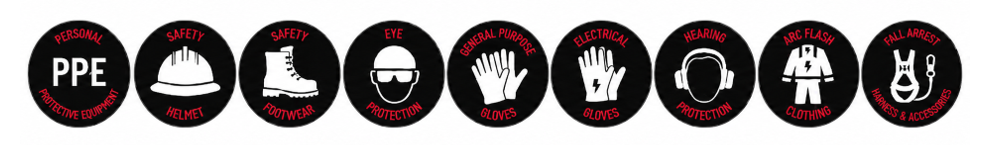 PERSONAL
PPE
PROTECTIVE EQUIPMENT
SAFETY
HELMET
SAFETY
FOOTWEAR
EYE
PROTECTION
GENERAL PURPOSE
GLOVES
ELECTRICAL
GLOVES
HEARING
PROTECTION
ARC FLASH
CLOTHING
FALL ARREST
HARNESS & ACCESSORIES